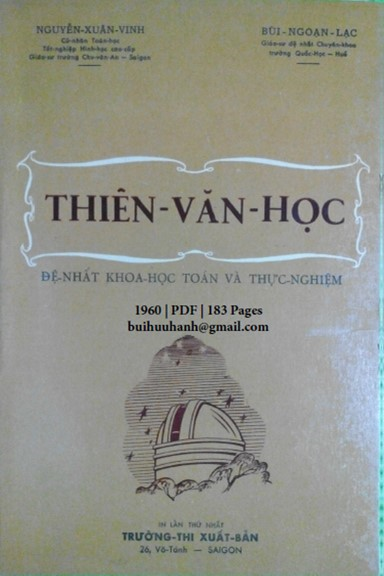 NGUYỄN-XUÂN-VINH
Cử-nhân Toán-học
Tốt-nghiệp Minh-học cao-cấp
Giáo-sư trường Chu-văn-An — Saigon
BÙI-NGOẠN-LẠC
Giáo-sư đệ nhất Chuyên-khoa
trường Quốc-Học — Huế
THIÊN-VĂN-HỌC
ĐỆ-NHẤT KHOA-HỌC TOÁN VÀ THỰC-NGHIỆM
1960 | PDF | 183 Pages
buihuuhanh@gmail.com
IN LẦN THỨ NHẤT
TRƯỜNG-THI XUẤT-BẢN
26, Võ-Tánh — SAIGON